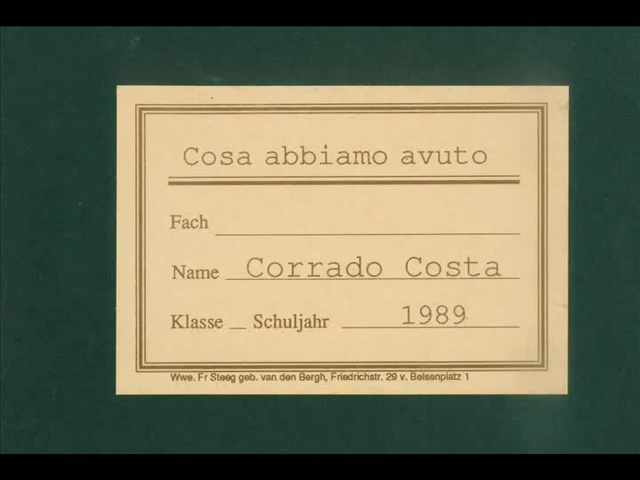 Cosa abbiamo avuto
Fach
Name Corrado Costa
Klasse Schuljahr 1989
Wwe. Fr Steeg geb. van den Bergh, Friedrichstr. 29 v. Belsenplatz 1